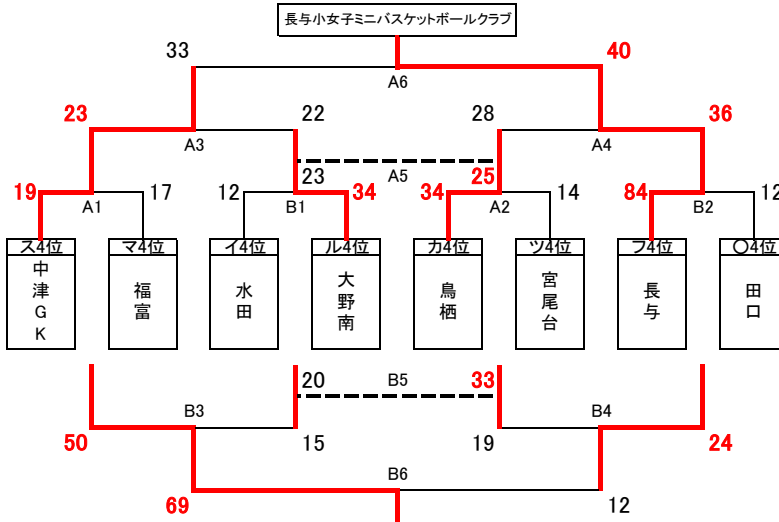 長与小女子ミニバスケットボールクラブ
33 40
A6
23 22 28 36
A3 A4
19 17 12 23 A5 25 14 84 12
34 34
A1 B1 A2 B2
ス4位 マ4位 イ4位 ル4位 カ4位 ツ4位 フ4位 〇4位
中津GK 福富 水田 大野南 鳥栖 宮尾台 長与 田口
20 B5 33
B3 B4
50 15 19 24
B6
69 12